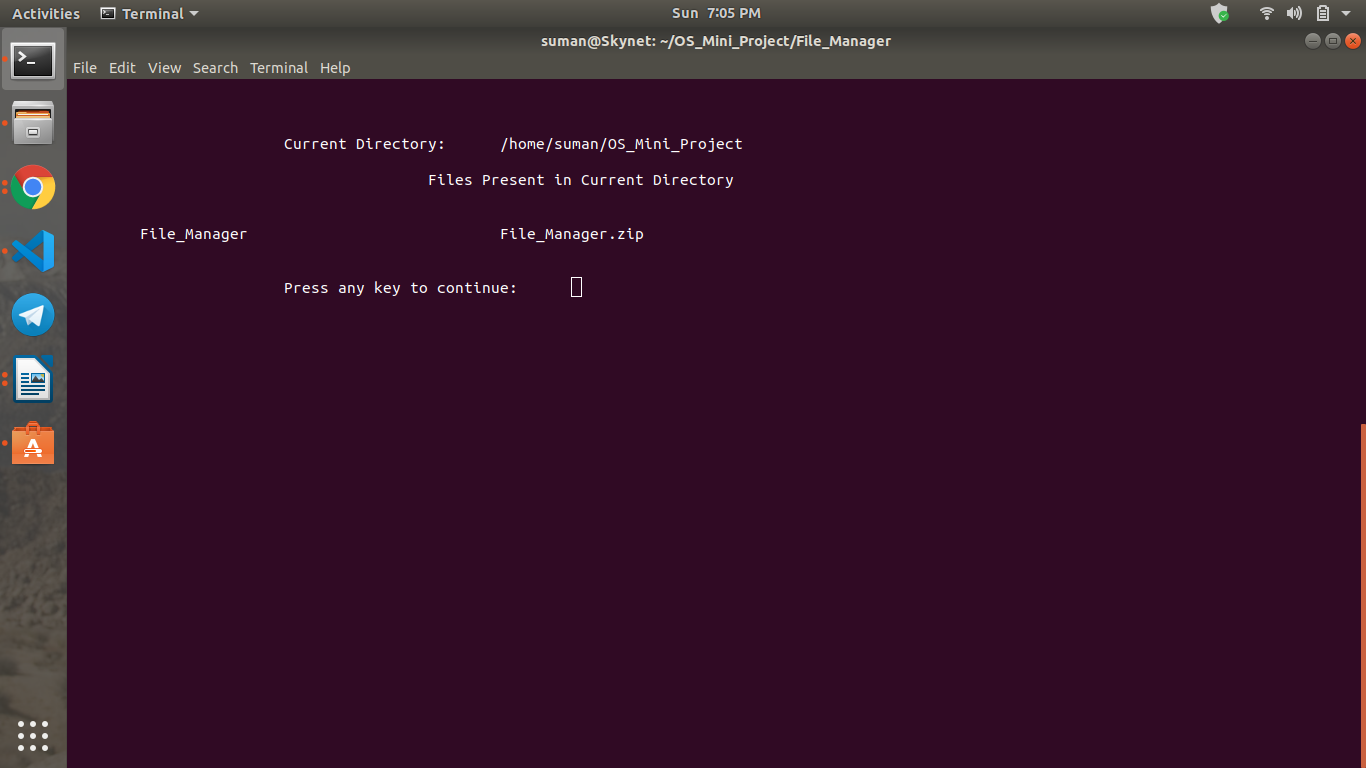 Activities Terminal Sun 7:05 PM
suman@Skynet: ~/OS_Mini_Project/File_Manager
File Edit View Search Terminal Help
Current Directory: /home/suman/OS_Mini_Project
Files Present in Current Directory
File_Manager File_Manager.zip
Press any key to continue: